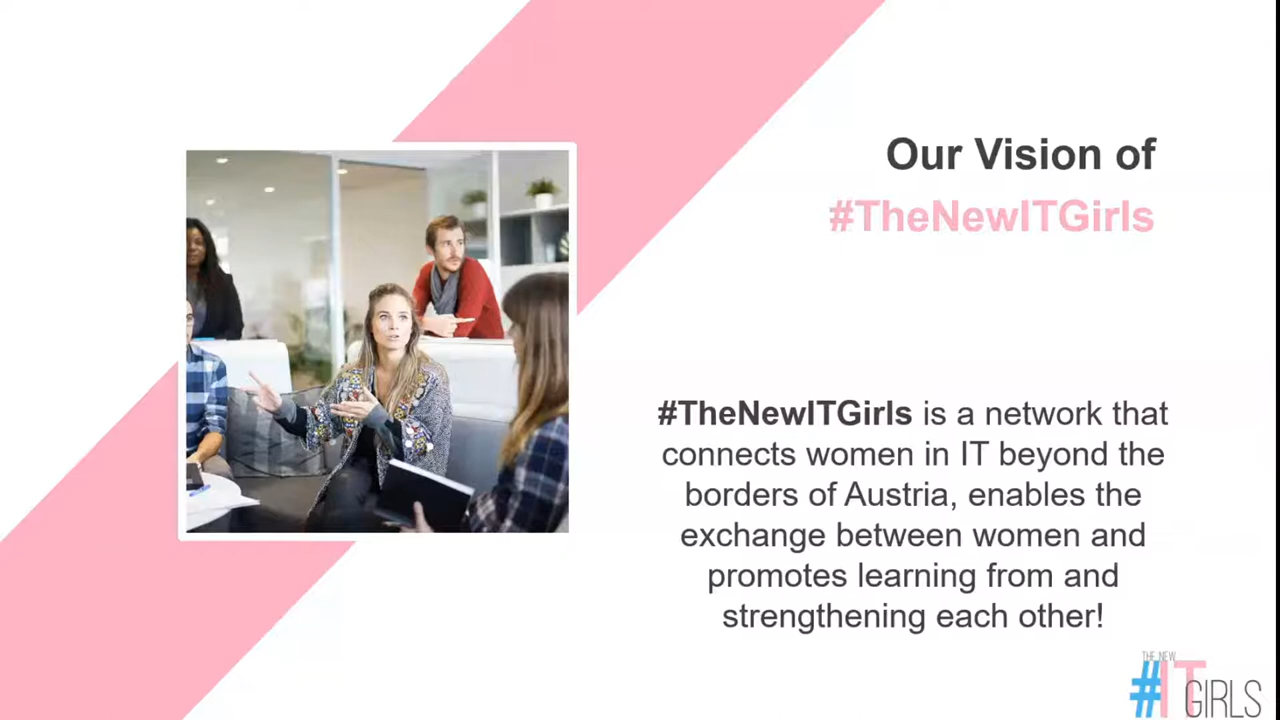 Our Vision of
#TheNewITGirls
#TheNewITGirls is a network that
connects women in IT beyond the
borders of Austria, enables the
exchange between women and
promotes learning from and
strengthening each other!
THE NEW
#IT GIRLS